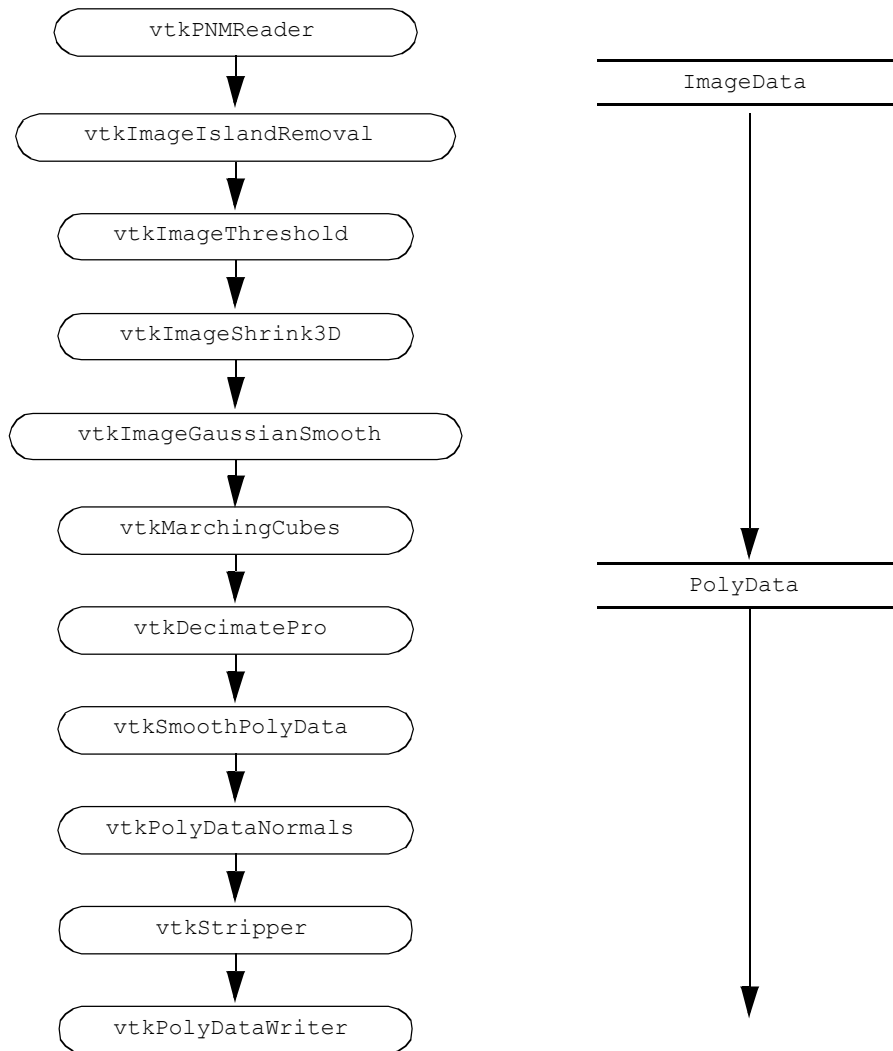 vtkPNMReader
vtkImageIslandRemoval
vtkImageThreshold
vtkImageShrink3D
vtkImageGaussianSmooth
vtkMarchingCubes
vtkDecimatePro
vtkSmoothPolyData
vtkPolyDataNormals
vtkStripper
vtkPolyDataWriter
ImageData
PolyData